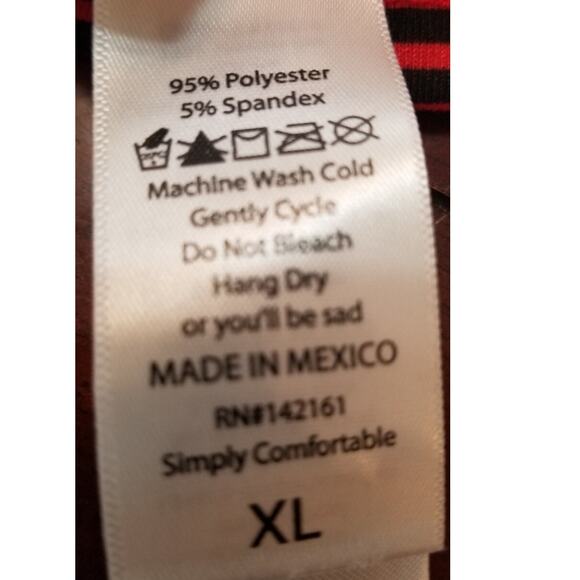 95% Polyester
5% Spandex
Machine Wash Cold
Gently Cycle
Do Not Bleach
Hang Dry
or you'll be sad
MADE IN MEXICO
RN#142161
Simply Comfortable
XL